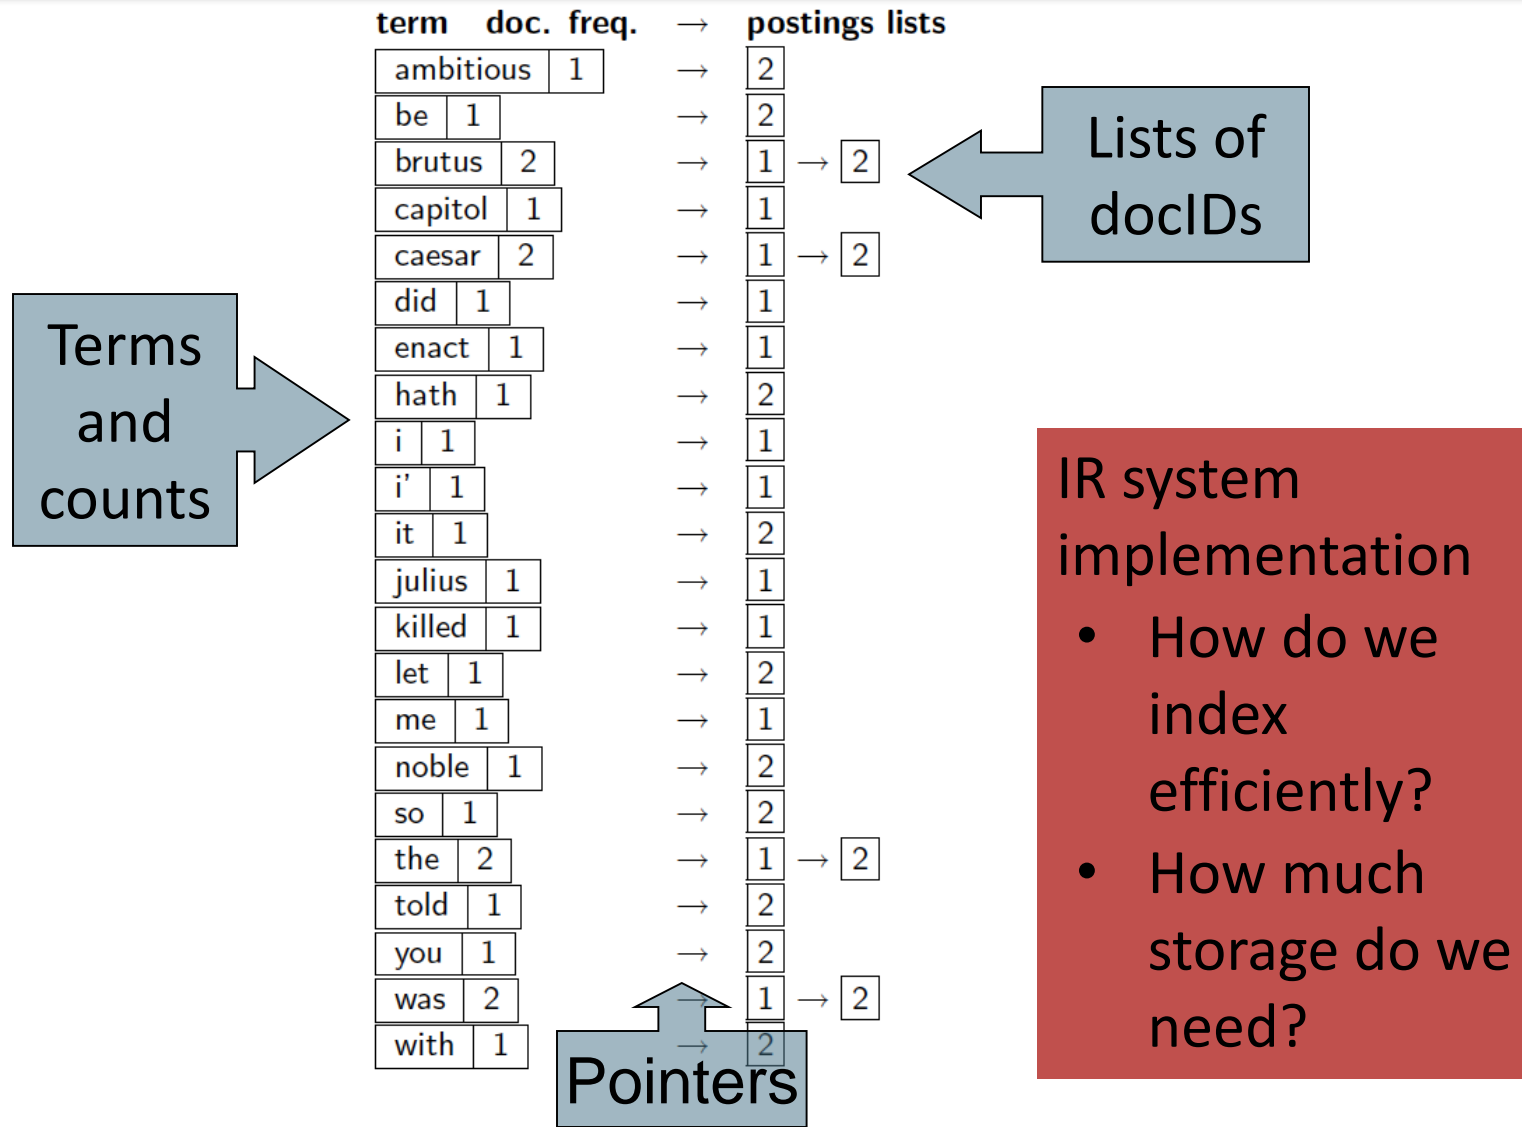 term doc. freq. → postings lists
ambitious 1 → 2
be 1 → 2
brutus 2 → 1 → 2
capitol 1 → 1
caesar 2 → 1 → 2
did 1 → 1
enact 1 → 1
hath 1 → 2
i 1 → 1
i' 1 → 1
it 1 → 2
julius 1 → 1
killed 1 → 1
let 1 → 2
me 1 → 1
noble 1 → 2
so 1 → 2
the 2 → 1 → 2
told 1 → 2
you 1 → 2
was 2 → 1 → 2
with 1 → 2
Lists of
docIDs
Terms
and
counts
Pointers
IR system
implementation
• How do we
index
efficiently?
• How much
storage do we
need?